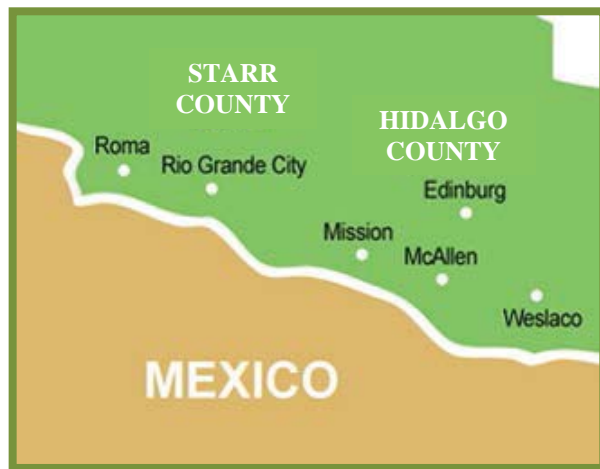 STARR
COUNTY
HIDALGO
COUNTY
Roma
Rio Grande City
Edinburg
Mission
McAllen
Weslaco
MEXICO